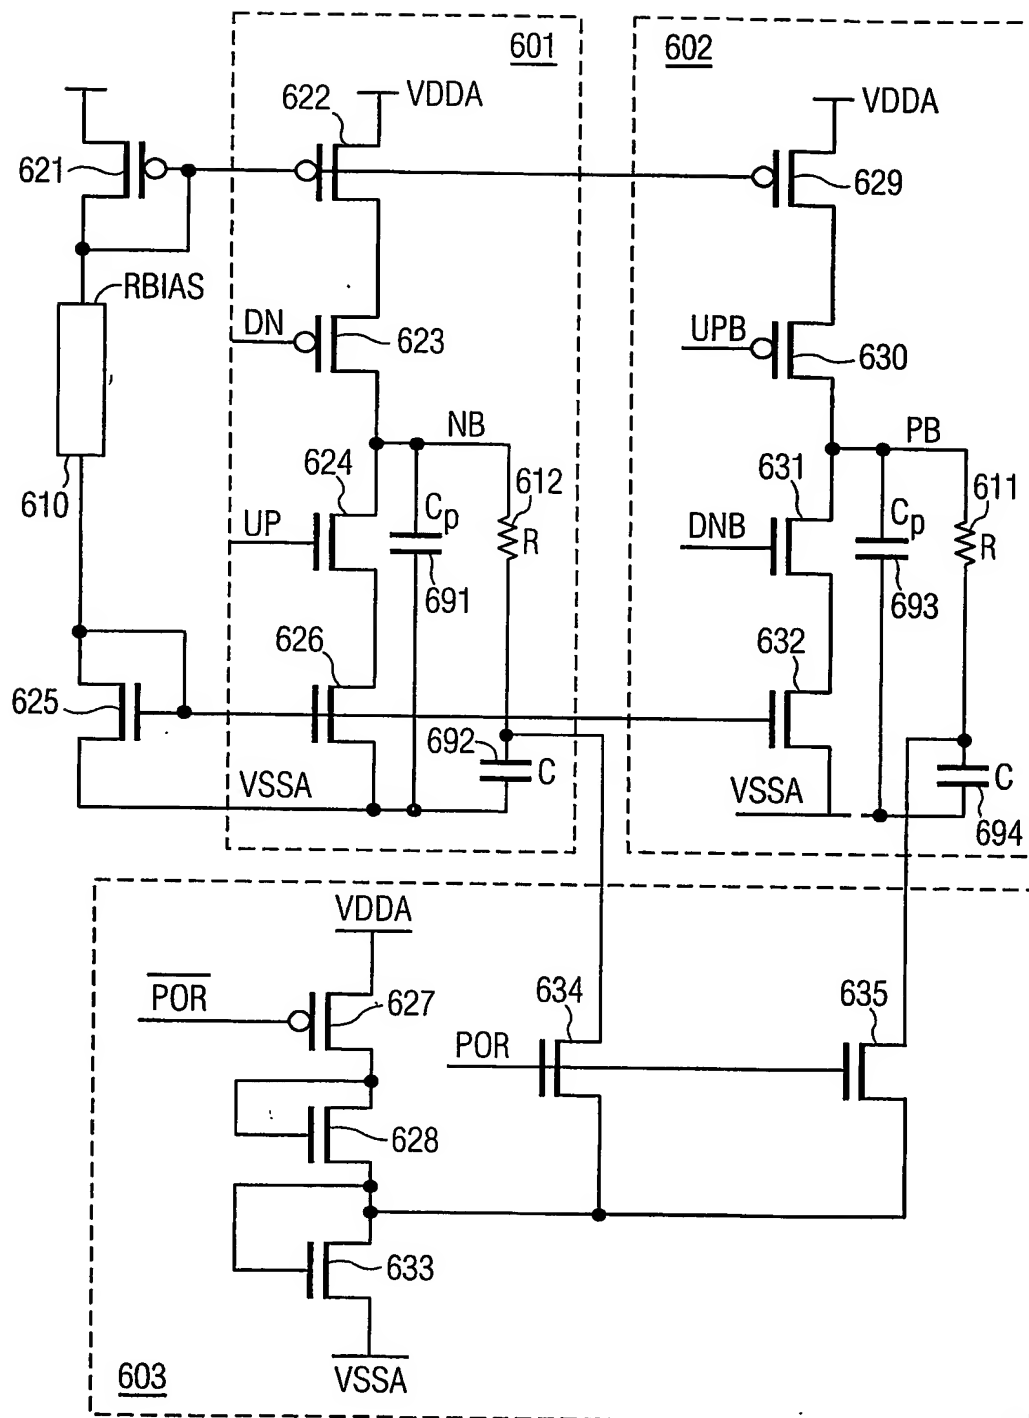 601
602
622
VDDA
VDDA
621
629
RBIAS
DN
623
UPB
630
NB
PB
624
612
631
611
610
UP
Cp
R
DNB
Cp
R
691
693
626
632
625
692
C
VSSA
VSSA
C
694
VDDA
POR
627
634
635
POR
628
633
603
VSSA